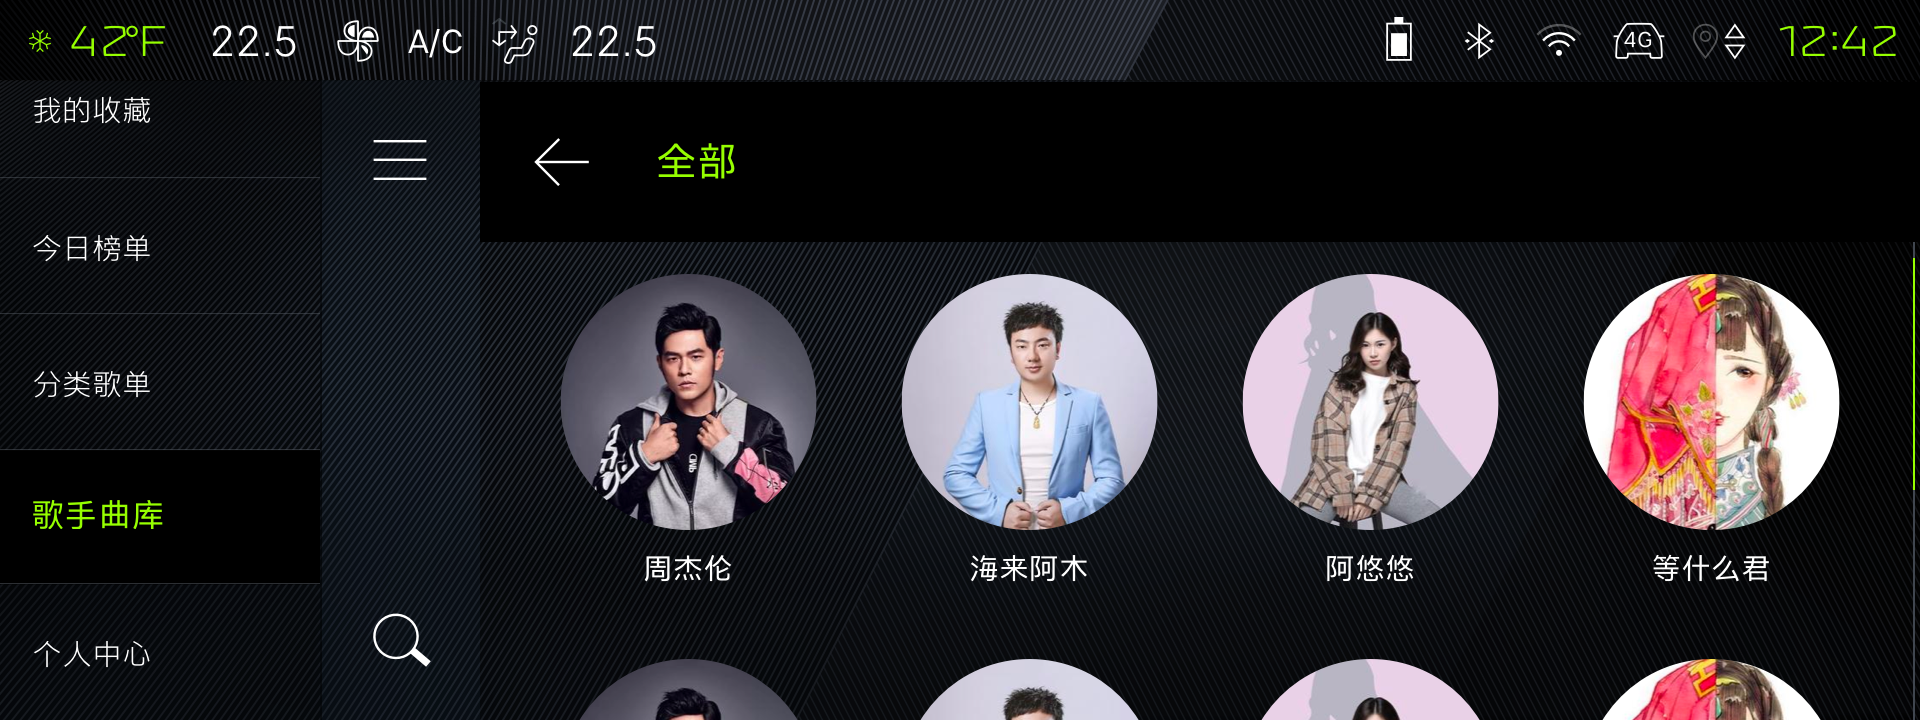 42°F 22.5 A/C 22.5 4G 12:42
我的收藏
今日榜单
分类歌单
歌手曲库
个人中心
全部
周杰伦 海来阿木 阿悠悠 等什么君